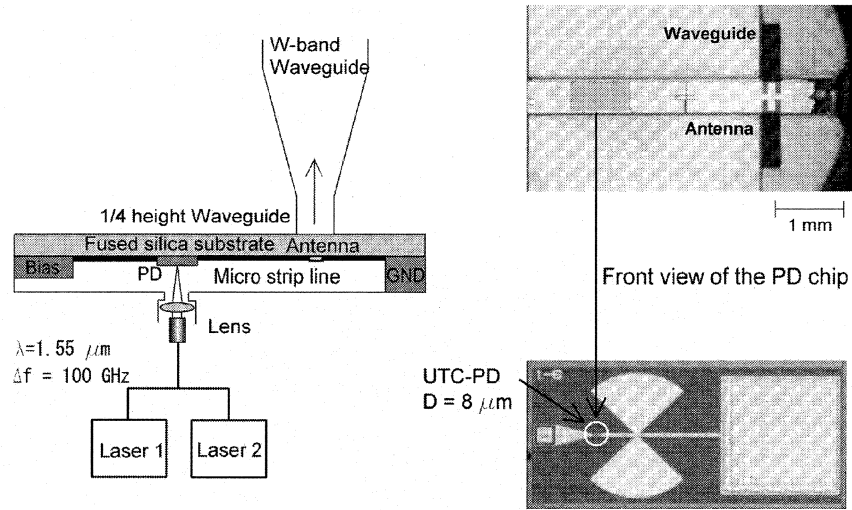 W-band
Waveguide
1/4 height Waveguide
Fused silica substrate Antenna
Bias
PD
Micro strip line
GND
Lens
λ=1.55 μm
Δf = 100 GHz
Laser 1
Laser 2
Waveguide
Antenna
1 mm
Front view of the PD chip
UTC-PD
D = 8 μm